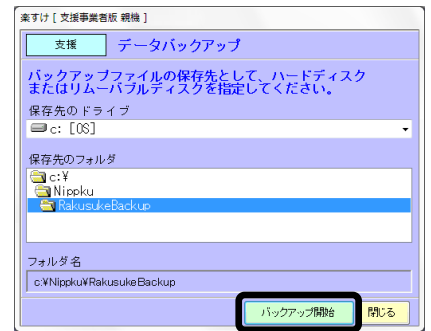 楽すけ [ 支援事業者版 親機 ]
支援 データバックアップ
バックアップファイルの保存先として、ハードディスク
またはリムーバブルディスクを指定してください。
保存先のドライブ
c: [OS]
保存先のフォルダ
c:¥
Nippku
RakusukeBackup
フォルダ名
c:¥Nippku¥RakusukeBackup
バックアップ開始 閉じる